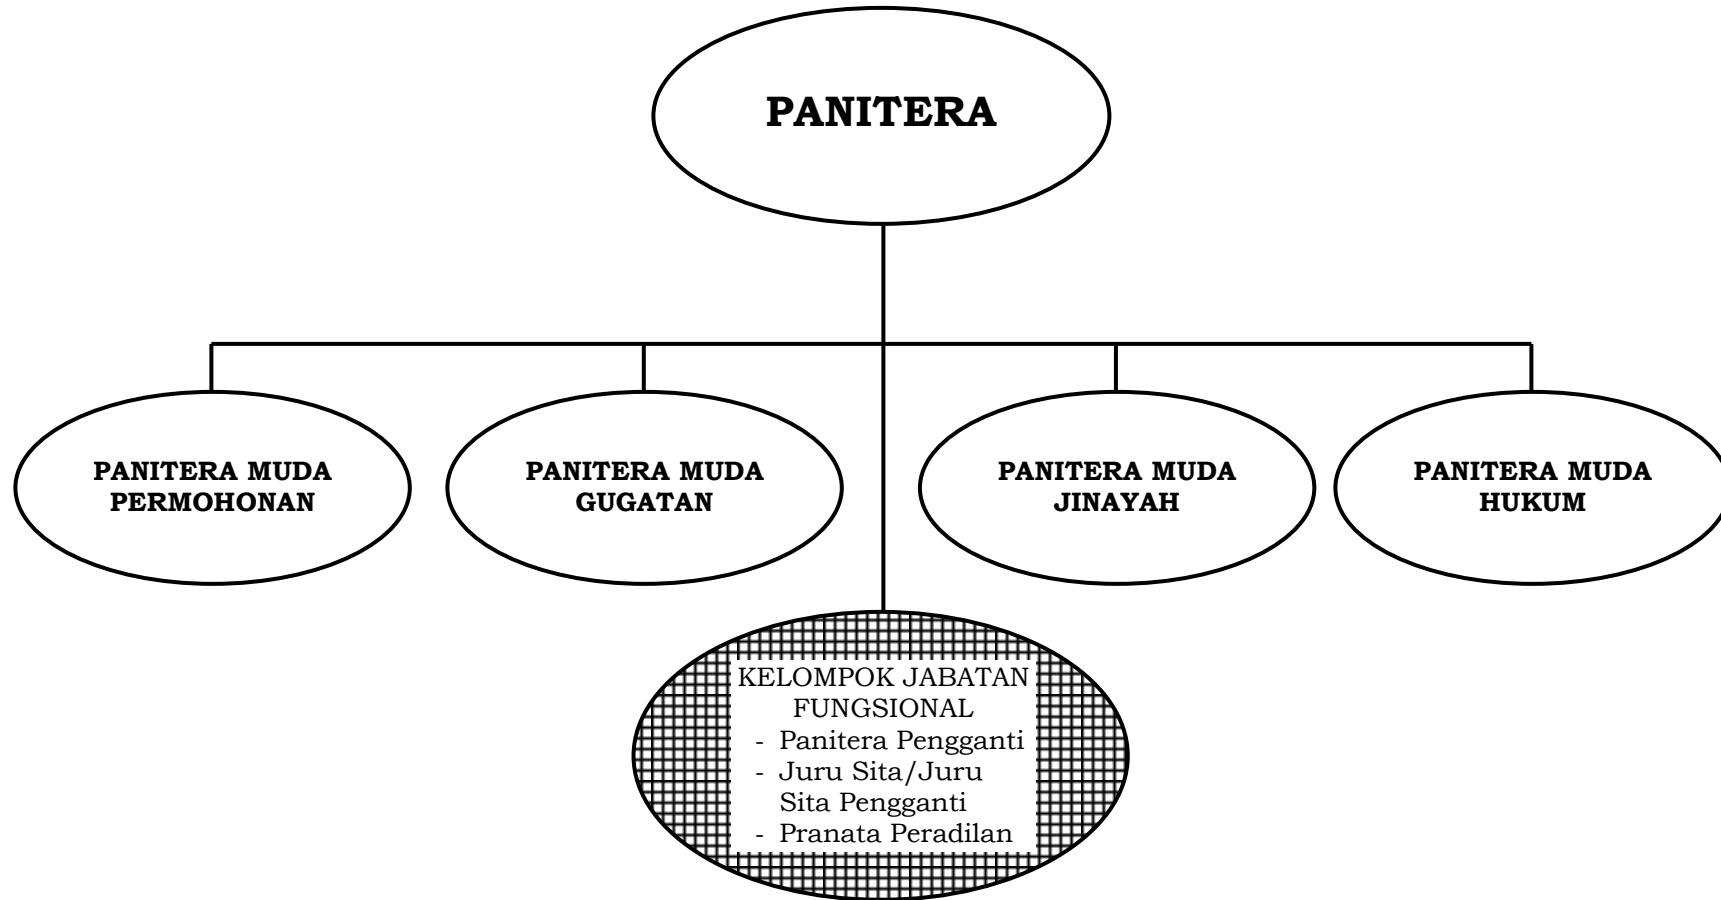 PANITERA
PANITERA MUDA
PERMOHONAN
PANITERA MUDA
GUGATAN
PANITERA MUDA
JINAYAH
PANITERA MUDA
HUKUM
KELOMPOK JABATAN
FUNGSIONAL
- Panitera Pengganti
- Juru Sita/Juru
Sita Pengganti
- Pranata Peradilan